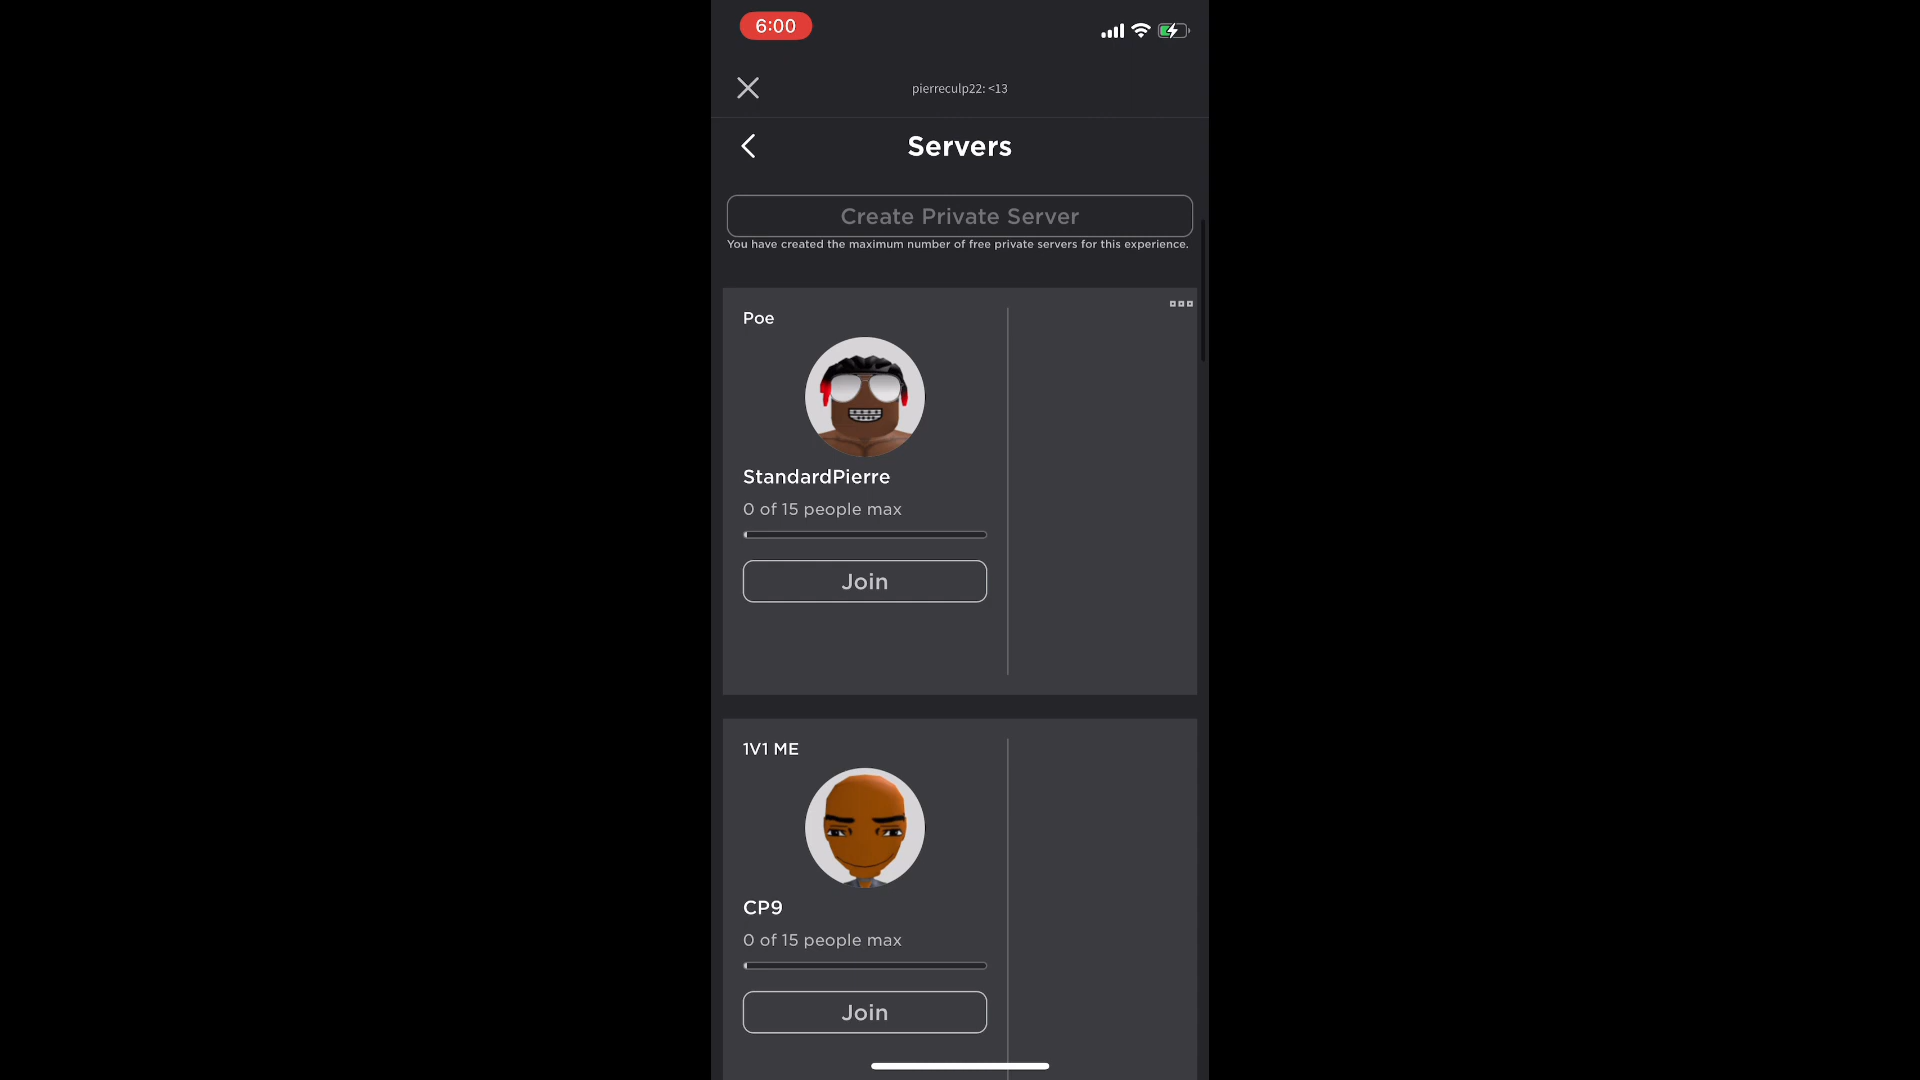 6:00
pierreculp22: <13
Servers
Create Private Server
You have created the maximum number of free private servers for this experience.
Poe
StandardPierre
0 of 15 people max
Join
1V1 ME
CP9
0 of 15 people max
Join